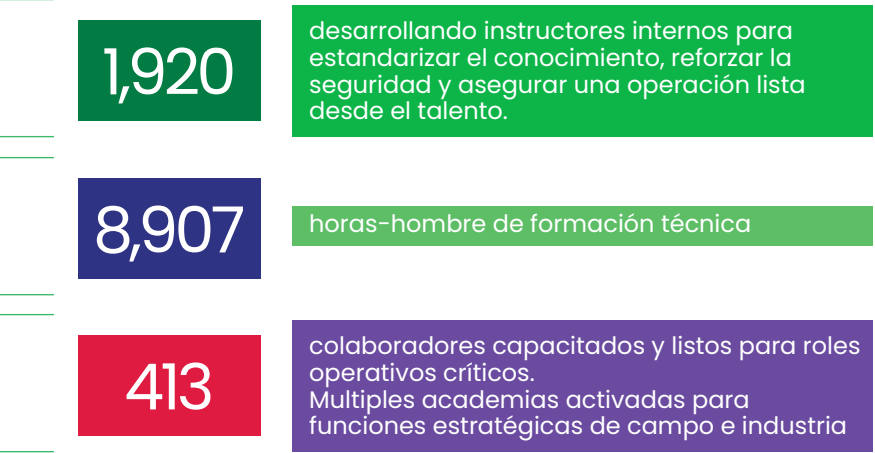 1,920
desarrollando instructores internos para
estandarizar el conocimiento, reforzar la
seguridad y asegurar una operación lista
desde el talento.
8,907
horas-hombre de formación técnica
413
colaboradores capacitados y listos para roles
operativos críticos.
Multiples academias activadas para
funciones estratégicas de campo e industria